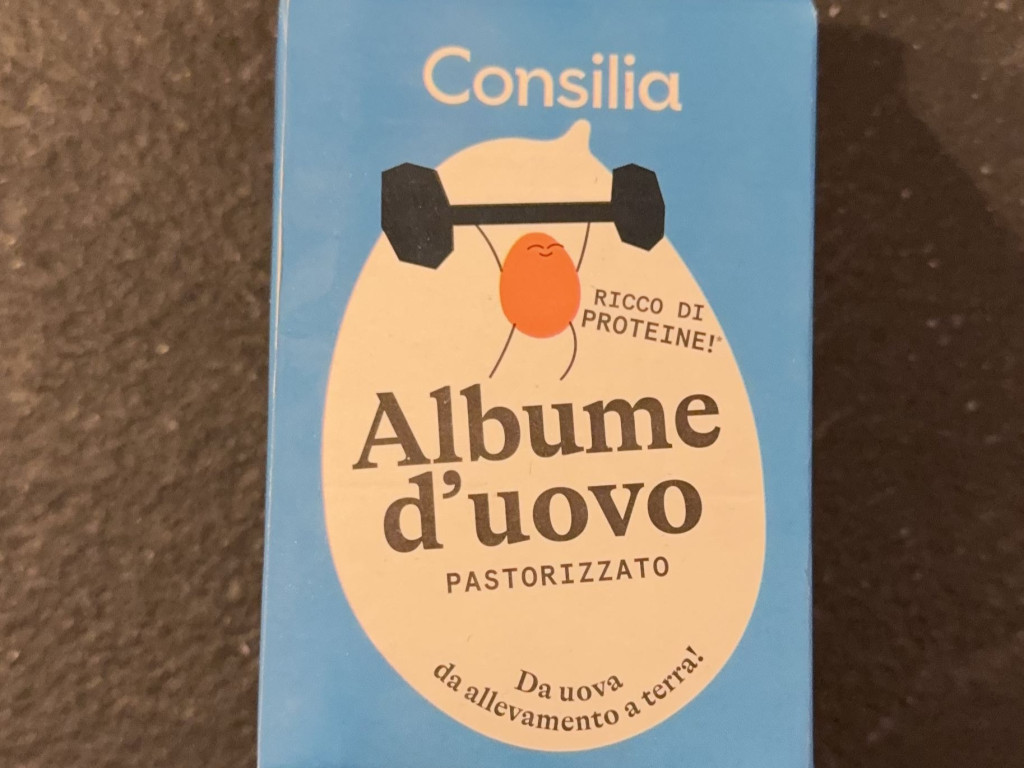 Consilia
RICCO DI
PROTEINE!*
Albume
d'uovo
PASTORIZZATO
Da uova
da allevamento a terra!